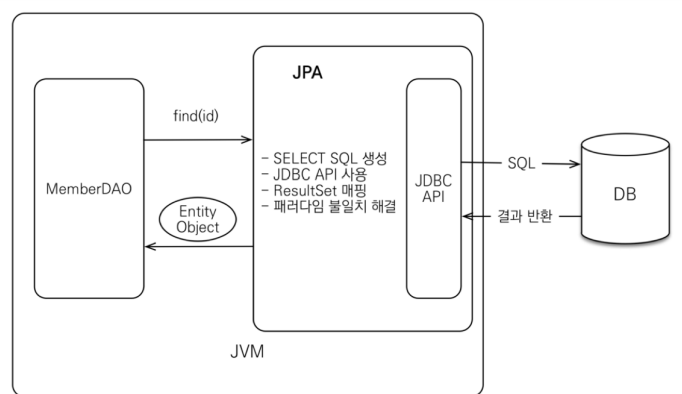 JPA
find(id)
MemberDAO
- SELECT SQL 생성
- JDBC API 사용
- ResultSet 매핑
- 패러다임 불일치 해결
Entity
Object
JDBC
API
SQL
결과 반환
DB
JVM